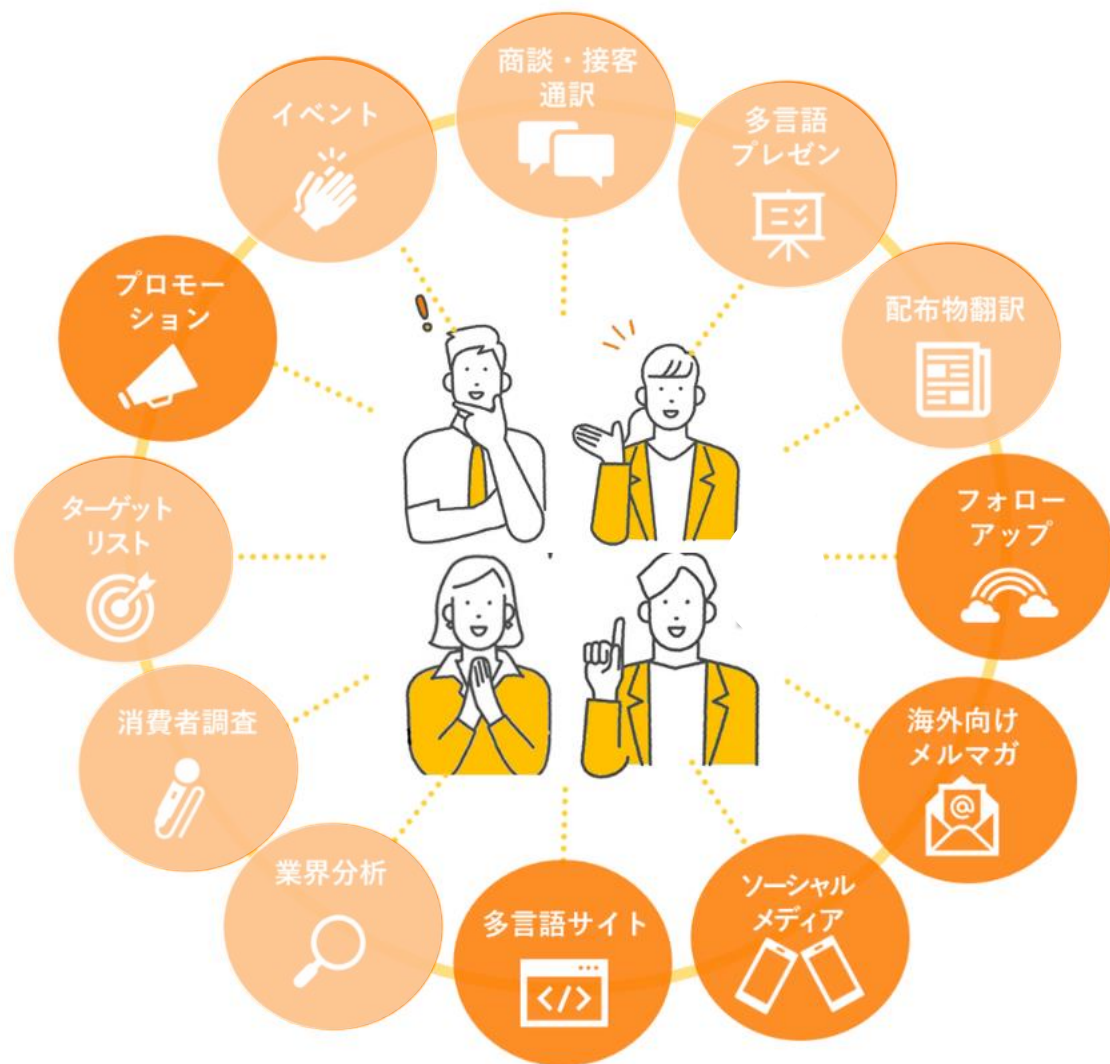 商談・接客
通訳
多言語
プレゼン
配布物翻訳
フォロー
アップ
海外向け
メルマガ
@
ソーシャル
メディア
多言語サイト
</>
業界分析
消費者調査
ターゲット
リスト
プロモー
ション
イベント
!